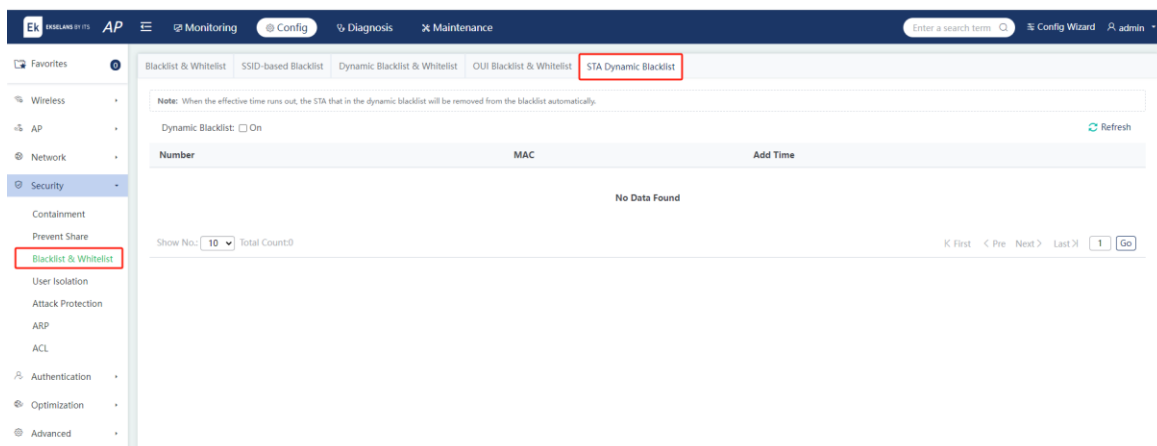 Ek EKSELANS BY ITS AP Monitoring Config Diagnosis Maintenance Enter a search term Config Wizard admin
Favorites 0
Blacklist & Whitelist SSID-based Blacklist Dynamic Blacklist & Whitelist OUI Blacklist & Whitelist STA Dynamic Blacklist
Wireless
Note: When the effective time runs out, the STA that in the dynamic blacklist will be removed from the blacklist automatically.
AP
Dynamic Blacklist: On Refresh
Network
Number MAC Add Time
Security
No Data Found
Containment
Prevent Share
Show No.: 10 Total Count:0 First Pre Next Last 1 Go
Blacklist & Whitelist
User Isolation
Attack Protection
ARP
ACL
Authentication
Optimization
Advanced